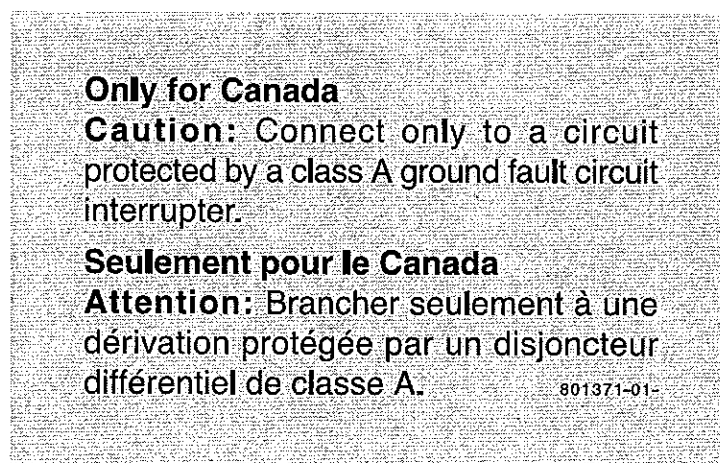 Only for Canada
Caution: Connect only to a circuit
protected by a class A ground fault circuit
interrupter.
Seulement pour le Canada
Attention: Brancher seulement à une
dérivation protégée par un disjoncteur
différentiel de classe A.
801371-01-